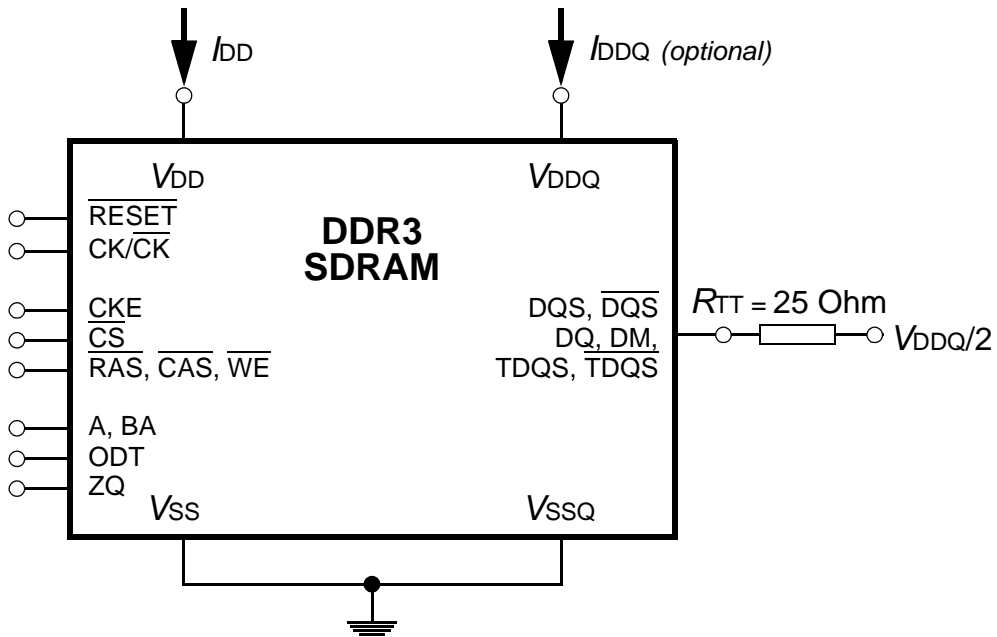 IDD
IDDQ (optional)
VDD
VDDQ
RESET
CK/CK
DDR3
SDRAM
CKE
CS
RAS, CAS, WE
DQS, DQS
DQ, DM,
TDQS, TDQS
RTT = 25 Ohm
VDDQ/2
A, BA
ODT
ZQ
VSS
VSSQ